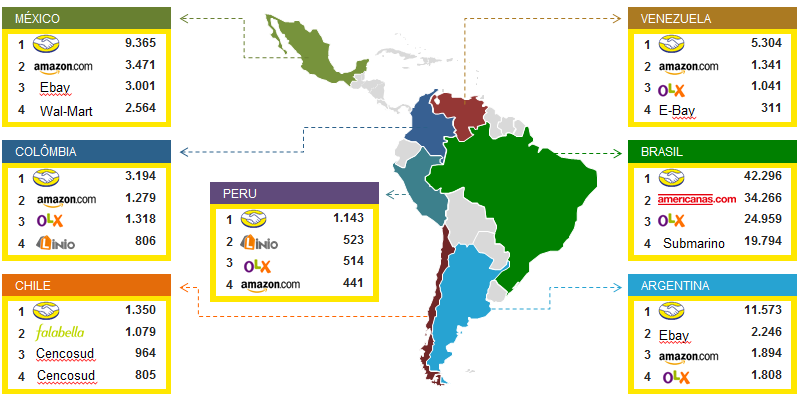 MÉXICO
1 9.365
2 amazon.com 3.471
3 Ebay 3.001
4 Wal-Mart 2.564
COLÔMBIA
1 3.194
2 amazon.com 1.279
3 OLX 1.318
4 Linio 806
CHILE
1 1.350
2 falabella 1.079
3 Cencosud 964
4 Cencosud 805
PERU
1 1.143
2 Linio 523
3 OLX 514
4 amazon.com 441
VENEZUELA
1 5.304
2 amazon.com 1.341
3 OLX 1.041
4 E-Bay 311
BRASIL
1 42.296
2 americanas.com 34.266
3 OLX 24.959
4 Submarino 19.794
ARGENTINA
1 11.573
2 Ebay 2.246
3 amazon.com 1.894
4 OLX 1.808